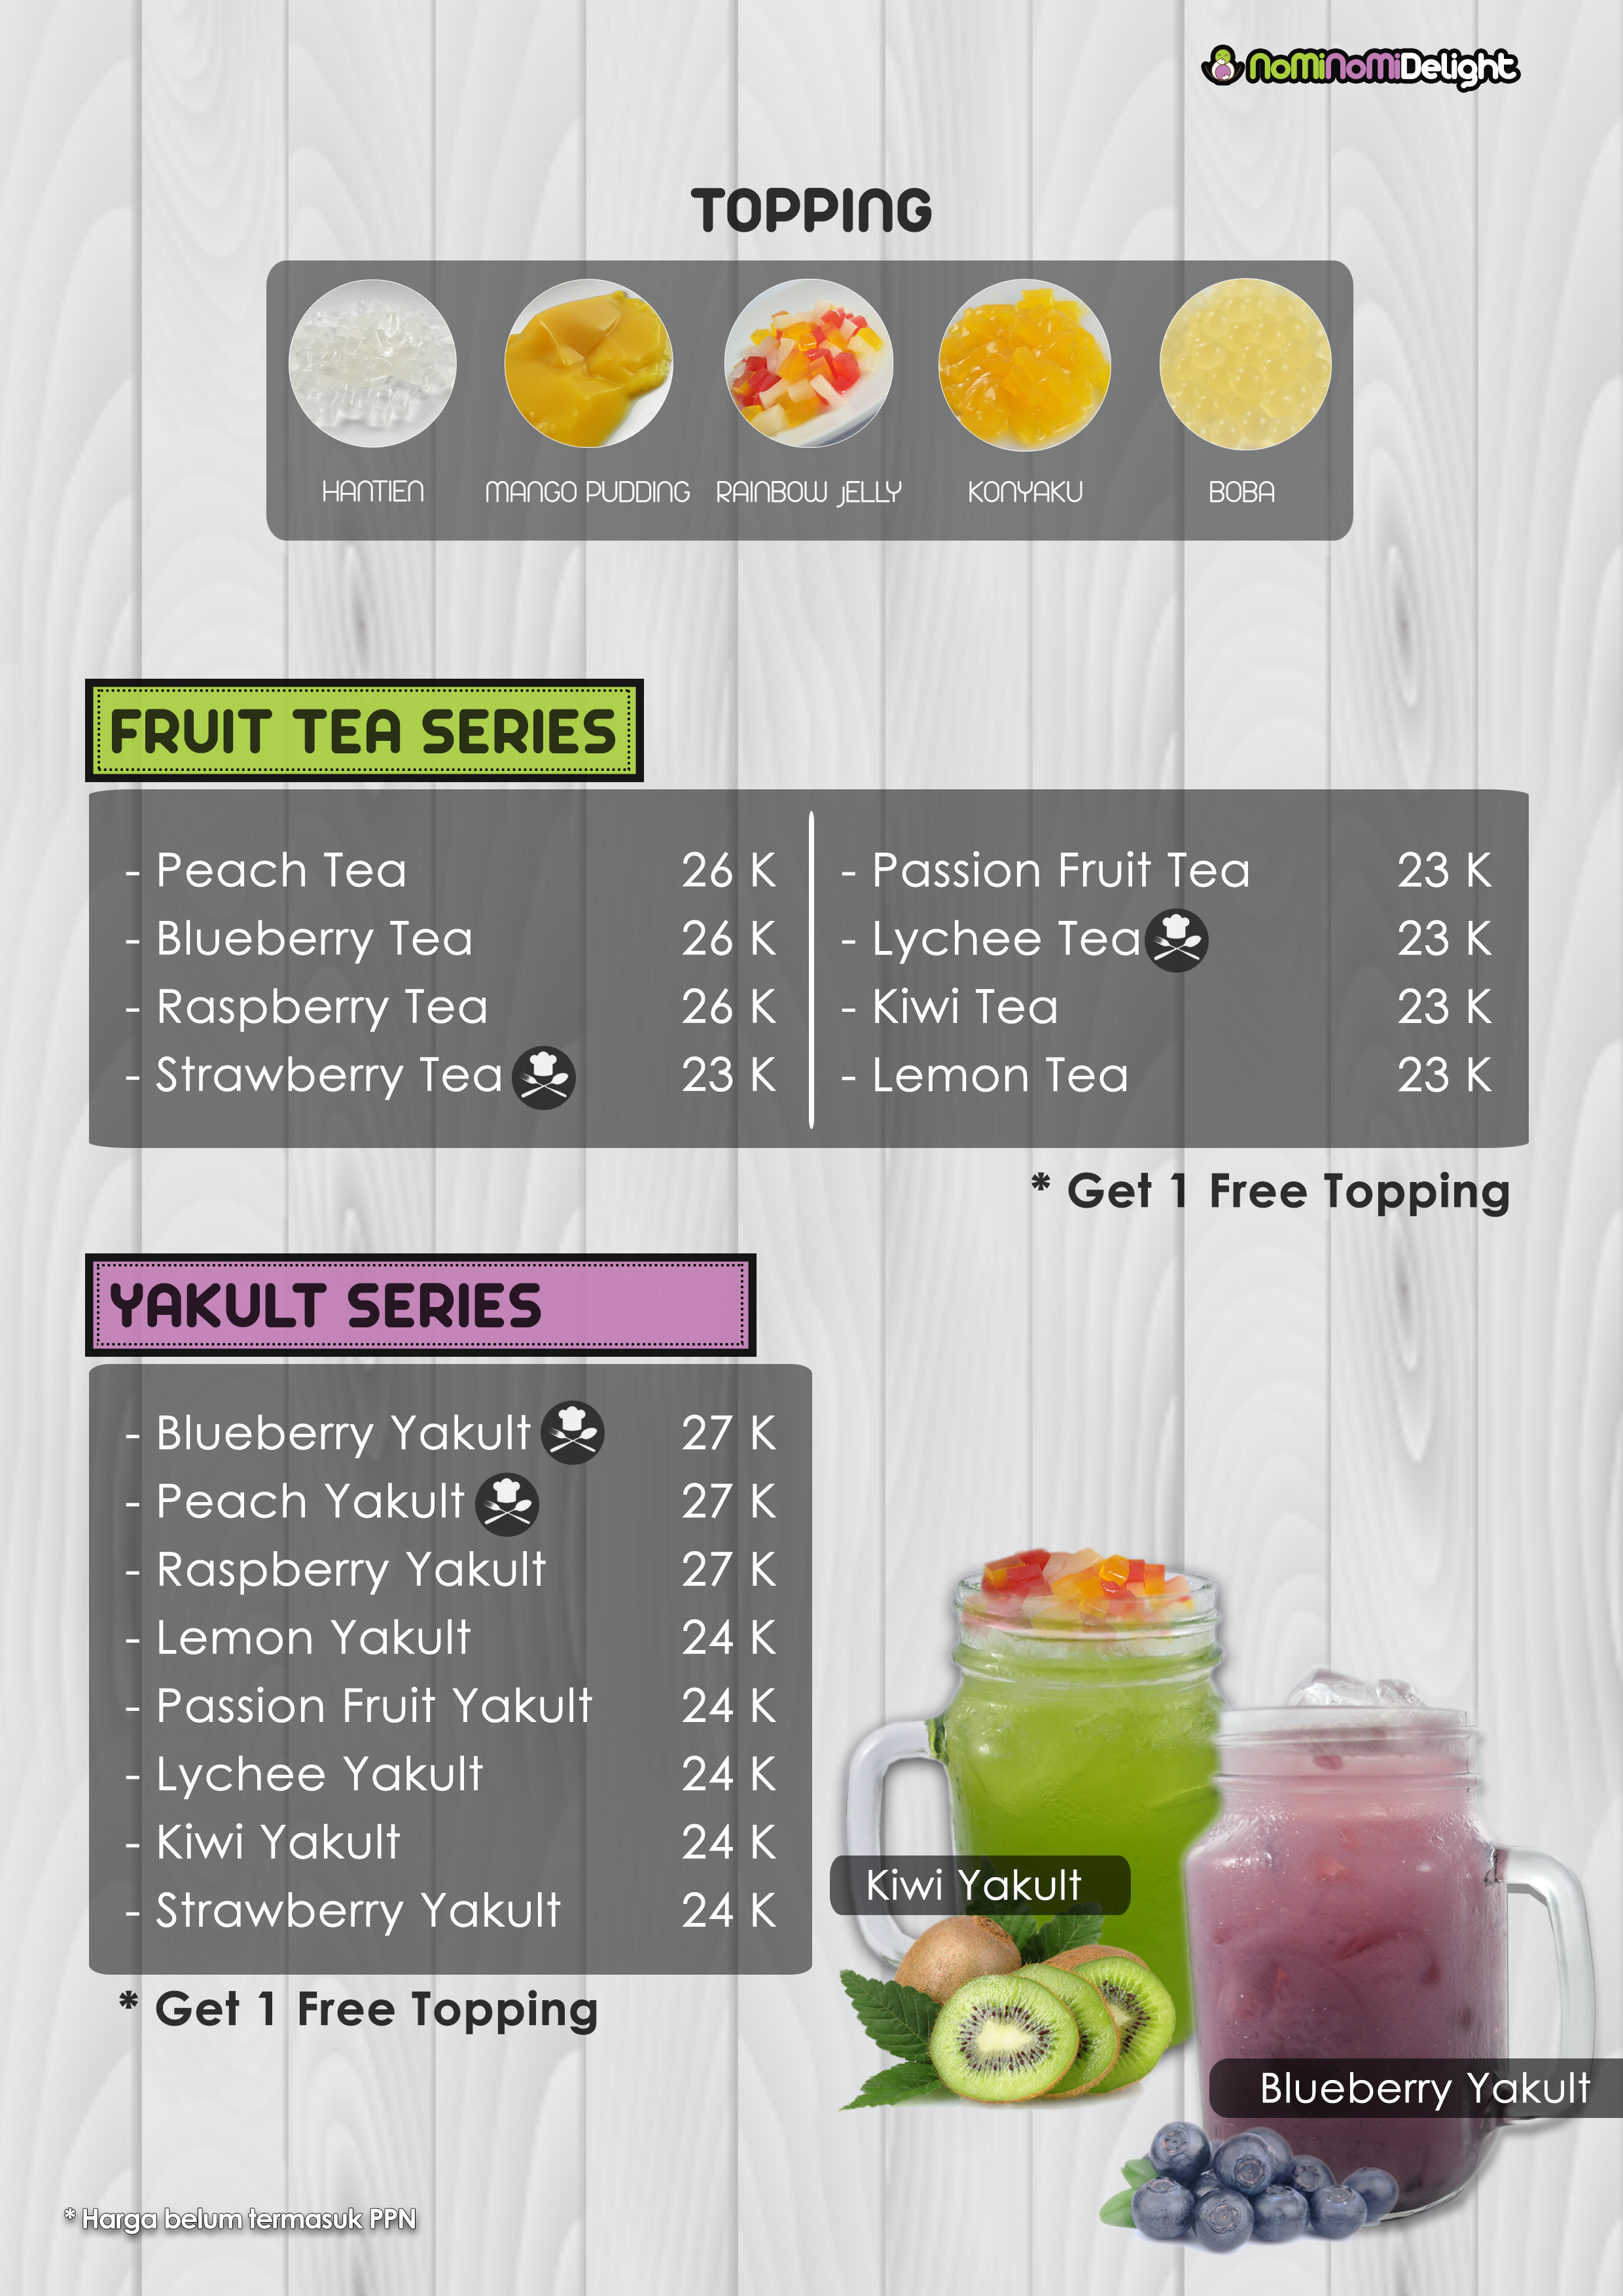 NomiNomiDelight
TOPPING
HANTIEN
MANGO PUDDING
RAINBOW JELLY
KONYAKU
BOBA
FRUIT TEA SERIES
- Peach Tea 26 K
- Blueberry Tea 26 K
- Raspberry Tea 26 K
- Strawberry Tea 23 K
- Passion Fruit Tea 23 K
- Lychee Tea 23 K
- Kiwi Tea 23 K
- Lemon Tea 23 K
* Get 1 Free Topping
YAKULT SERIES
- Blueberry Yakult 27 K
- Peach Yakult 27 K
- Raspberry Yakult 27 K
- Lemon Yakult 24 K
- Passion Fruit Yakult 24 K
- Lychee Yakult 24 K
- Kiwi Yakult 24 K
- Strawberry Yakult 24 K
* Get 1 Free Topping
Kiwi Yakult
Blueberry Yakult
* Harga belum termasuk PPN